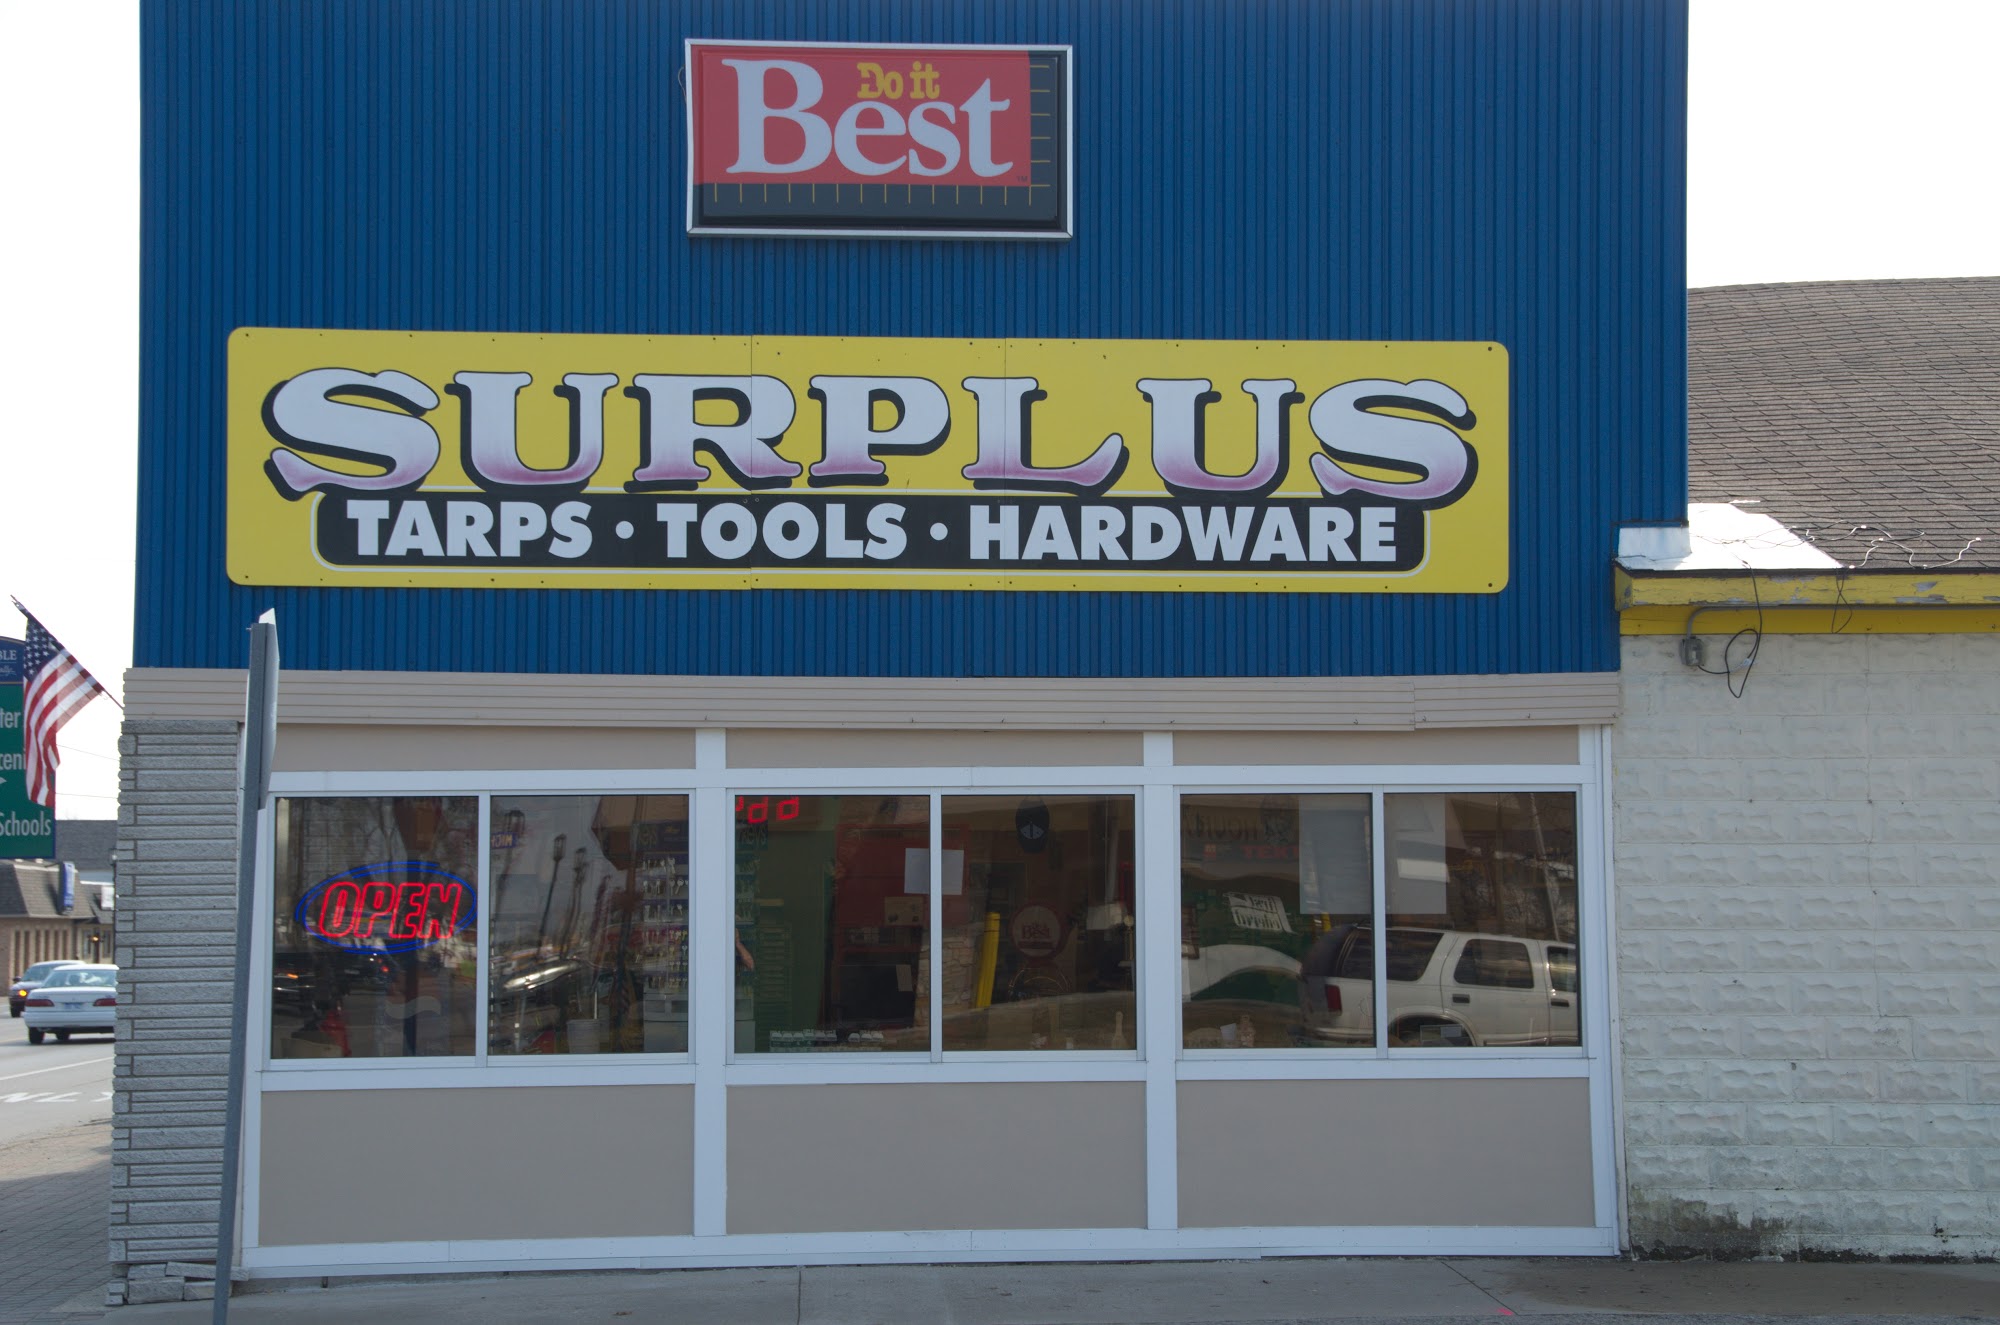 Do it
Best
SURPLUS
TARPS • TOOLS • HARDWARE
OPEN
Schools